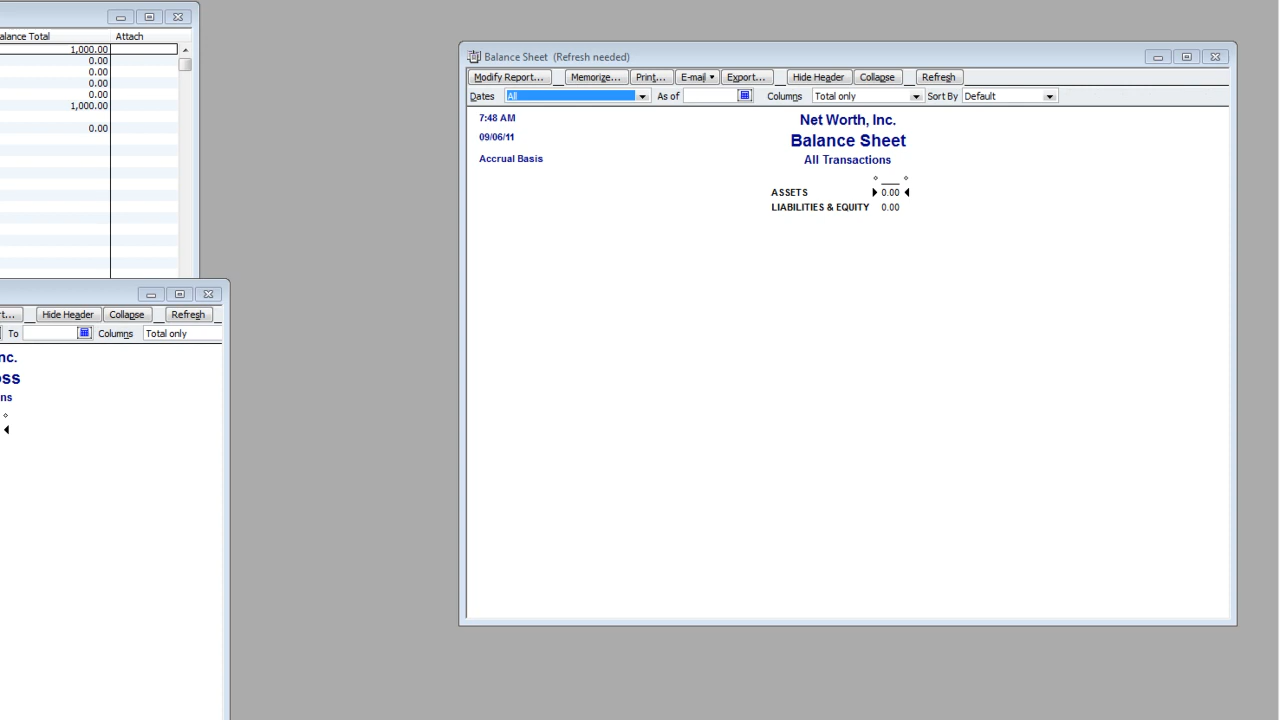 alance Total Attach
1,000.00
0.00
0.00
0.00
0.00
1,000.00
0.00
Balance Sheet (Refresh needed)
Modify Report... Memorize... Print... E-mail Export... Hide Header Collapse Refresh
Dates All As of Columns Total only Sort By Default
7:48 AM
09/06/11
Accrual Basis
Net Worth, Inc.
Balance Sheet
All Transactions
ASSETS 0.00
LIABILITIES & EQUITY 0.00
t... Hide Header Collapse Refresh
To Columns Total only
nc.
oss
ns